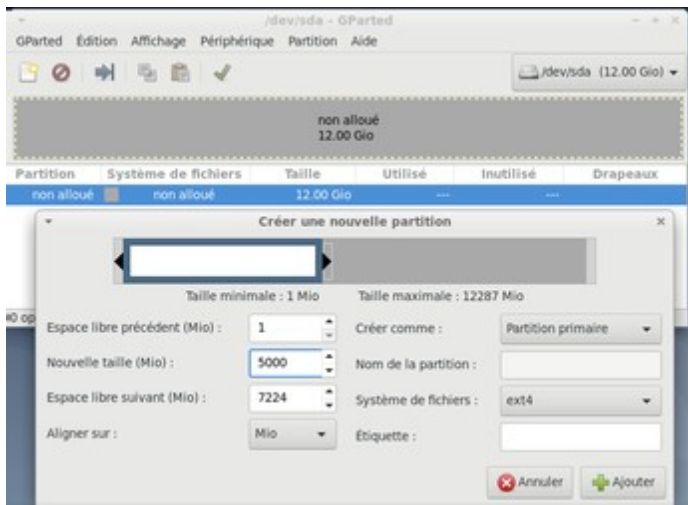 /dev/sda - GParted
GParted Édition Affichage Périphérique Partition Aide
/dev/sda (12.00 Gio)
non alloué
12.00 Gio
Partition Système de fichiers Taille Utilisé Inutilisé Drapeaux
non alloué non alloué 12.00 Gio --- ---
Créer une nouvelle partition
Taille minimale : 1 Mio Taille maximale : 12287 Mio
0 op
Espace libre précédent (Mio) : 1 Créer comme : Partition primaire
Nouvelle taille (Mio) : 5000 Nom de la partition :
Espace libre suivant (Mio) : 7224 Système de fichiers : ext4
Aligner sur : Mio Étiquette :
Annuler Ajouter